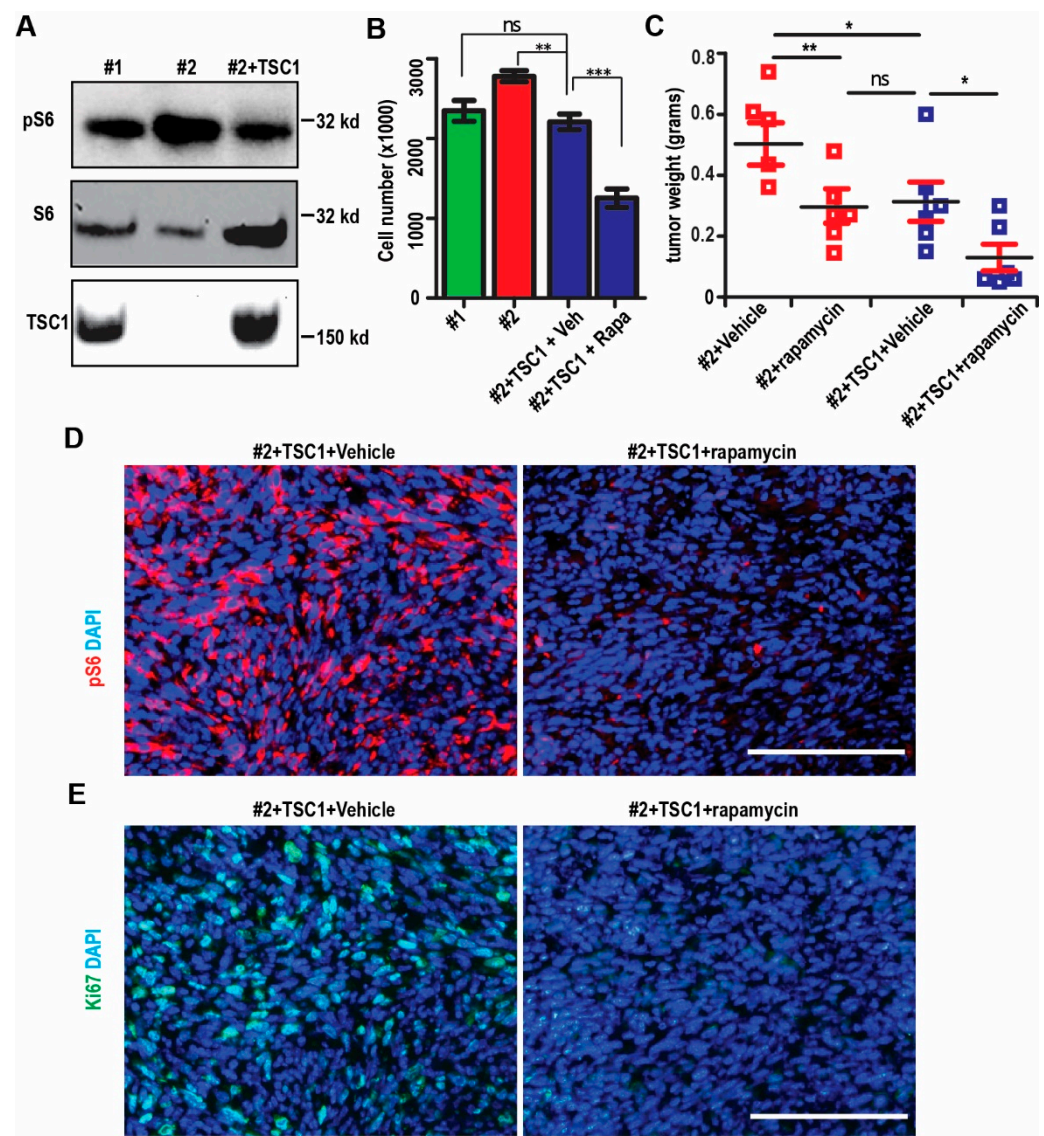 A
#1 #2 #2+TSC1
pS6
32 kd
S6
32 kd
TSC1
150 kd
B
ns
**
***
Cell number (x1000)
3000
2000
1000
0
#1
#2
#2+TSC1 + Veh
#2+TSC1 + Rapa
C
*
**
ns
*
tumor weight (grams)
0.8
0.6
0.4
0.2
0
#2+Vehicle
#2+rapamycin
#2+TSC1+Vehicle
#2+TSC1+rapamycin
D
#2+TSC1+Vehicle
#2+TSC1+rapamycin
pS6 DAPI
E
#2+TSC1+Vehicle
#2+TSC1+rapamycin
Ki67 DAPI